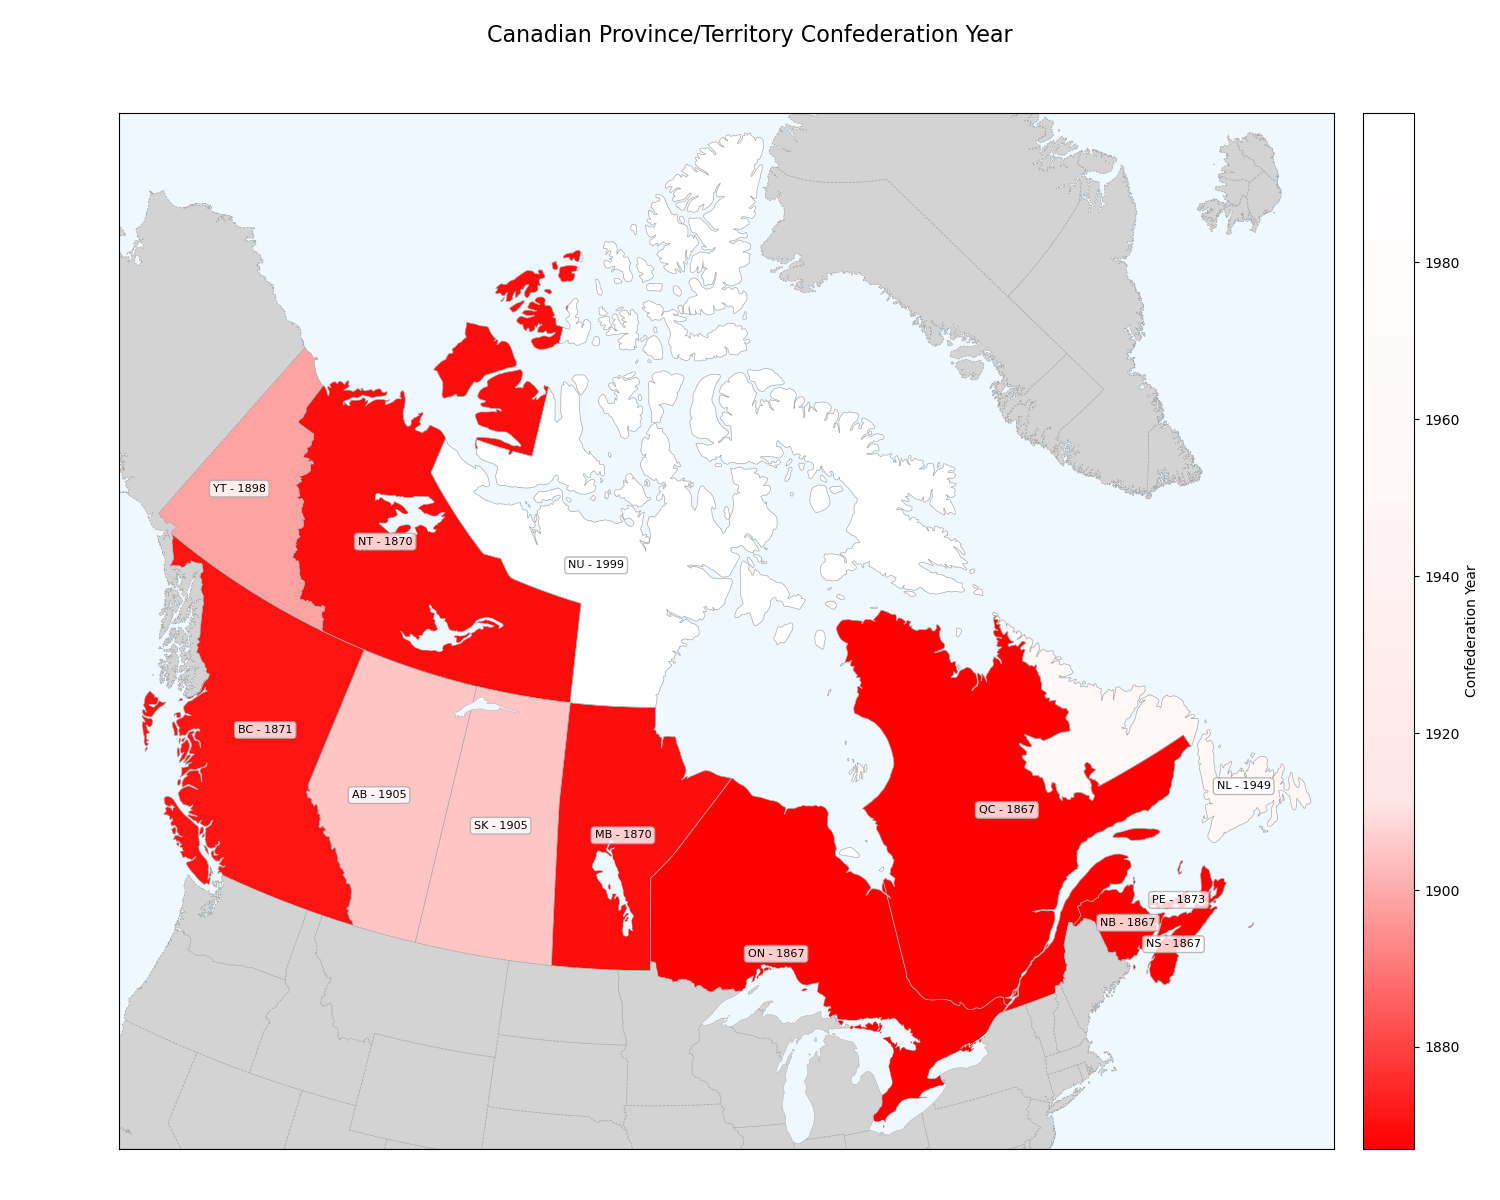 Canadian Province/Territory Confederation Year
YT - 1898
NT - 1870
NU - 1999
BC - 1871
AB - 1905
SK - 1905
MB - 1870
ON - 1867
QC - 1867
NL - 1949
PE - 1873
NB - 1867
NS - 1867
1980
1960
1940
1920
1900
1880
Confederation Year